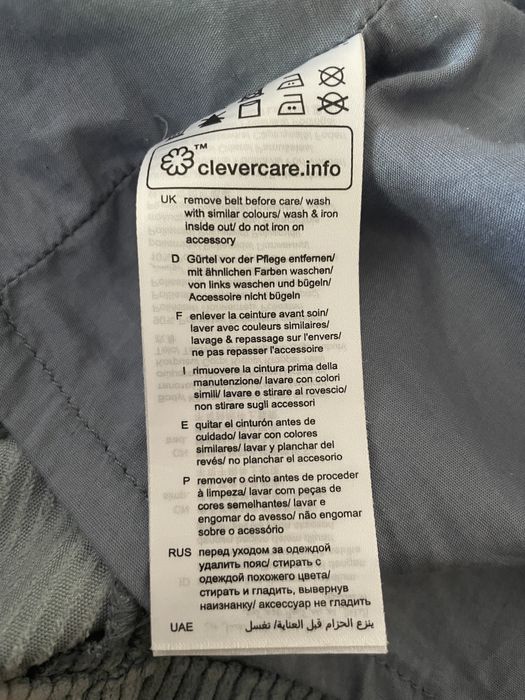 ™
clevercare.info
UK remove belt before care/ wash
with similar colours/ wash & iron
inside out/ do not iron on
accessory
D Gürtel vor der Pflege entfernen/
mit ähnlichen Farben waschen/
von links waschen und bügeln/
Accessoire nicht bügeln
F enlever la ceinture avant soin/
laver avec couleurs similaires/
lavage & repassage sur l'envers/
ne pas repasser l'accessoire
I rimuovere la cintura prima della
manutenzione/ lavare con colori
simili/ lavare e stirare al rovescio/
non stirare sugli accessori
E quitar el cinturón antes de
cuidado/ lavar con colores
similares/ lavar y planchar del
revés/ no planchar el accesorio
P remover o cinto antes de proceder
à limpeza/ lavar com peças de
cores semelhantes/ lavar e
engomar do avesso/ não engomar
sobre o acessório
RUS перед уходом за одеждой
удалить пояс/ стирать с
одеждой похожего цвета/
стирать и гладить, вывернув
наизнанку/ аксессуар не гладить
UAE ينزع الحزام قبل العناية/ تغسل